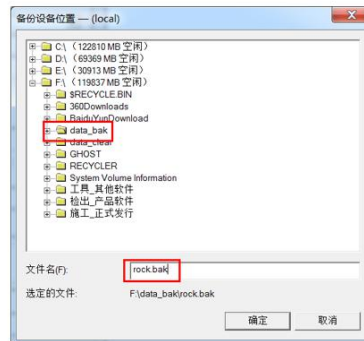 备份设备位置 — (local)
C:\（122810 MB 空闲）
D:\（69369 MB 空闲）
E:\（30913 MB 空闲）
F:\（119837 MB 空闲）
$RECYCLE.BIN
360Downloads
BaiduYunDownload
data_bak
data_clear
GHOST
RECYCLER
System Volume Information
工具_其他软件
检出_产品软件
施工_正式发行
文件名(F): rock.bak
选定的文件: F:\data_bak\rock.bak
确定 取消